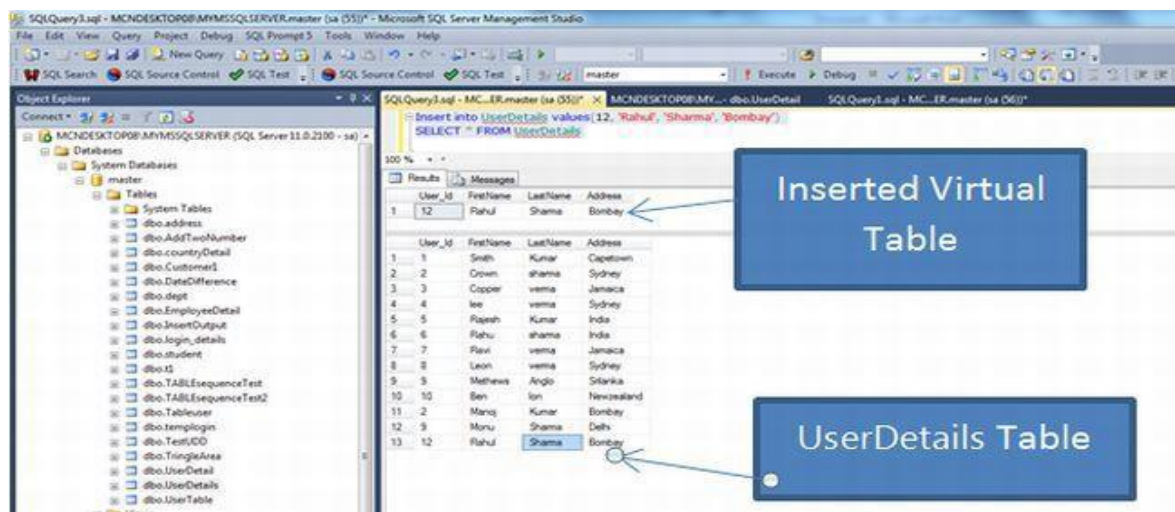 SQLQuery3.sql - MCNDESKTOP08\MYMSSQLSERVER.master (sa (55))* - Microsoft SQL Server Management Studio
File Edit View Query Project Debug SQL Prompt 5 Tools Window Help
New Query
SQL Search SQL Source Control SQL Test SQL Source Control SQL Test master Execute Debug
Object Explorer
Connect
MCNDESKTOP08\MYMSSQLSERVER (SQL Server 11.0.2100 - sa)
Databases
System Databases
master
Tables
System Tables
dbo.address
dbo.AddTwoNumber
dbo.countryDetail
dbo.Customer1
dbo.DateDifference
dbo.dept
dbo.EmployeeDetail
dbo.InsertOutput
dbo.login_details
dbo.student
dbo.t1
dbo.TABLEsequenceTest
dbo.TABLEsequenceTest2
dbo.Tableuser
dbo.templogin
dbo.TestUDD
dbo.TringleArea
dbo.UserDetail
dbo.UserDetails
dbo.UserTable
SQLQuery3.sql - MC...ER.master (sa (55))* MCNDESKTOP08\MY...- dbo.UserDetail SQLQuery1.sql - MC...ER.master (sa (56))*
Insert into UserDetails values(12, 'Rahul', 'Sharma', 'Bombay')
SELECT * FROM UserDetails
100 %
Results Messages
User_Id FirstName LastName Address
1 12 Rahul Sharma Bombay
User_Id FirstName LastName Address
1 1 Smith Kumar Capetown
2 2 Crown sharma Sydney
3 3 Copper verma Jamaica
4 4 lee verma Sydney
5 5 Rajesh Kumar India
6 6 Rahu sharma India
7 7 Ravi verma Jamaica
8 8 Leon verma Sydney
9 9 Methews Anglo Srilanka
10 10 Ben lon Newzealand
11 2 Manoj Kumar Bombay
12 9 Monu Sharma Delhi
13 12 Rahul Sharma Bombay
Inserted Virtual
Table
UserDetails Table